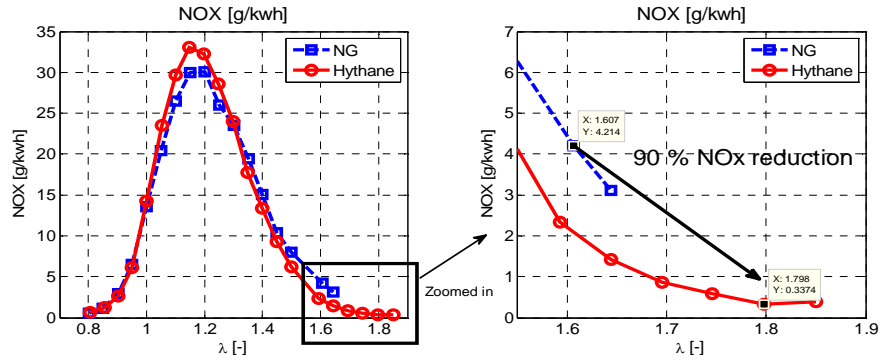 NOX [g/kwh]
NOX [g/kwh]
35
30
25
20
15
10
5
0
0.8
1
1.2
1.4
1.6
1.8
λ [-]
NG
Hythane
Zoomed in
NOX [g/kwh]
NOX [g/kwh]
7
6
5
4
3
2
1
0
1.6
1.7
1.8
1.9
λ [-]
NG
Hythane
X: 1.607
Y: 4.214
90 % NOx reduction
X: 1.798
Y: 0.3374